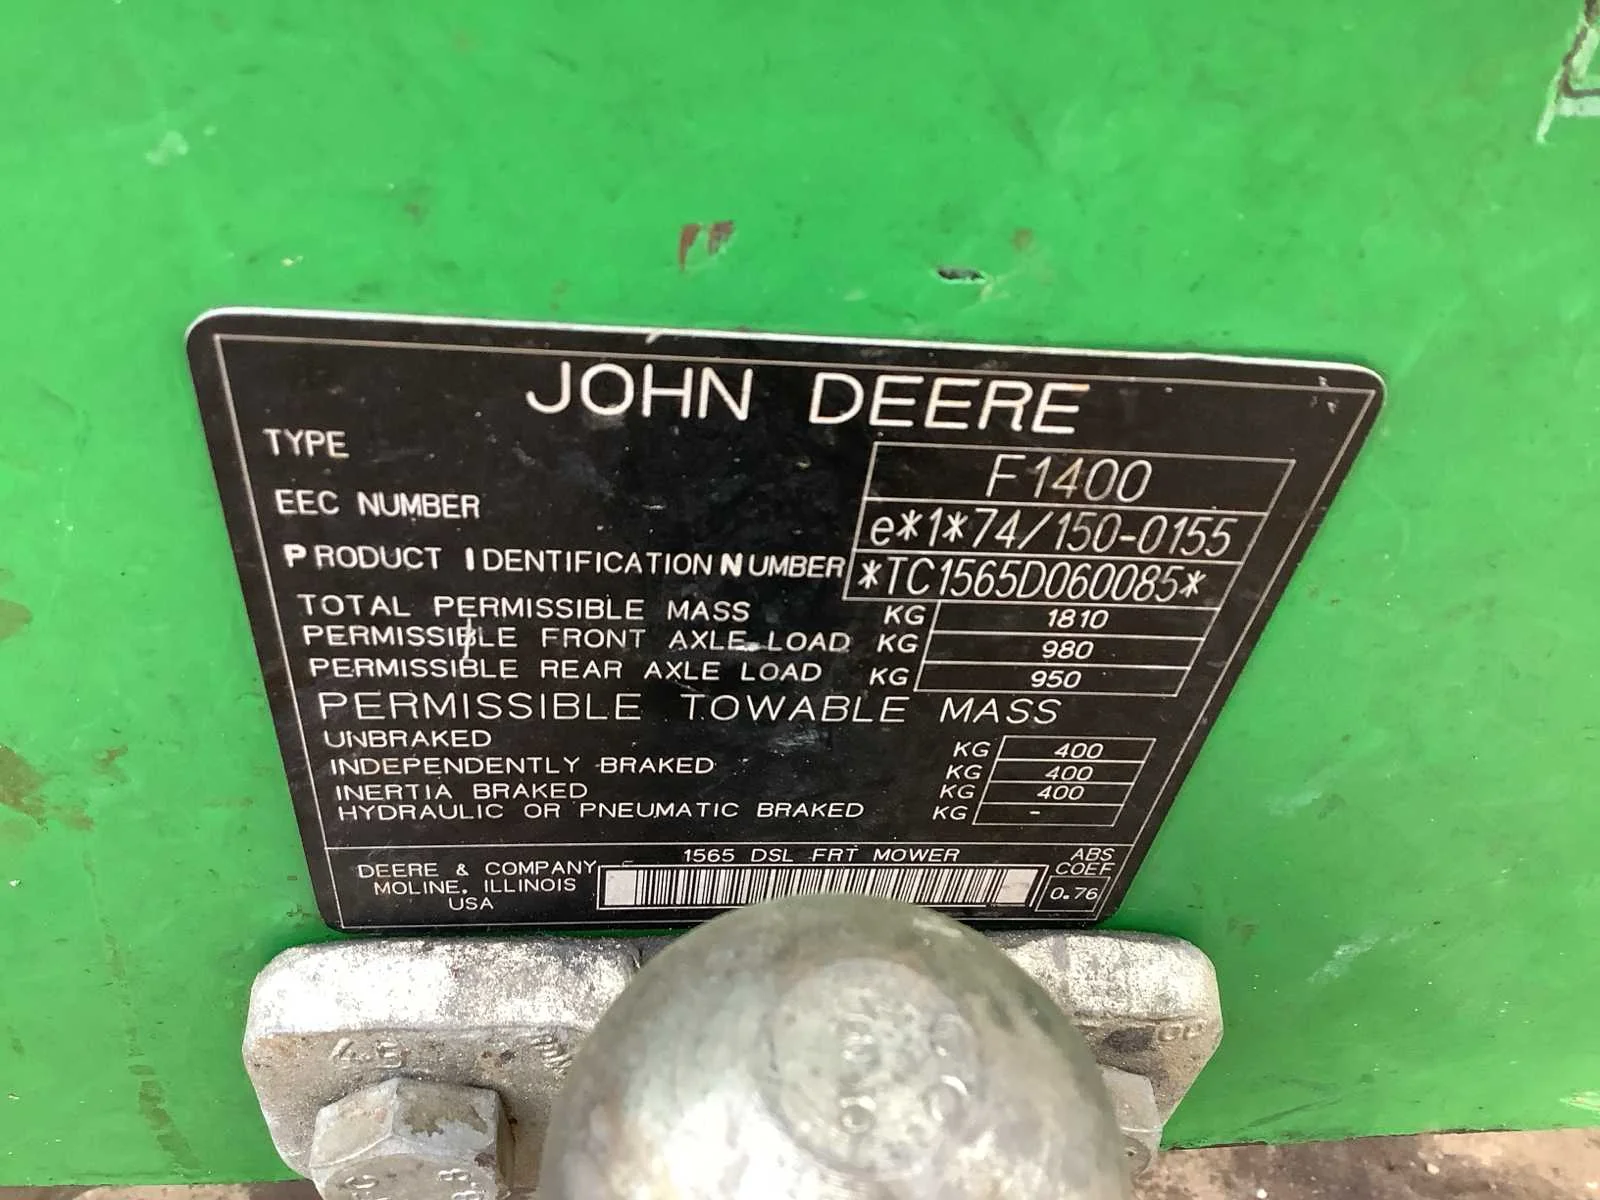 JOHN DEERE
TYPE F1400
EEC NUMBER e*1*74/150-0155
PRODUCT IDENTIFICATION NUMBER *TC1565D060085*
TOTAL PERMISSIBLE MASS KG 1810
PERMISSIBLE FRONT AXLE LOAD KG 980
PERMISSIBLE REAR AXLE LOAD KG 950
PERMISSIBLE TOWABLE MASS
UNBRAKED KG 400
INDEPENDENTLY BRAKED KG 400
INERTIA BRAKED KG 400
HYDRAULIC OR PNEUMATIC BRAKED KG -
DEERE & COMPANY
MOLINE, ILLINOIS
USA
1565 DSL FRT MOWER
ABS
COEF
0.76